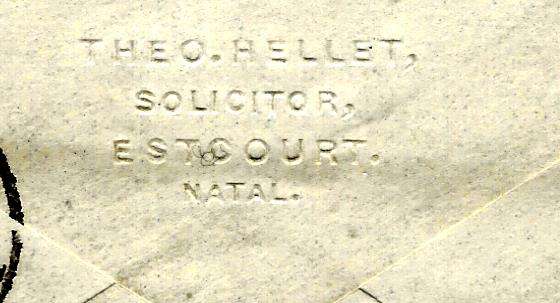 THEO. HELLET,
SOLICITOR,
ESTCOURT.
NATAL.